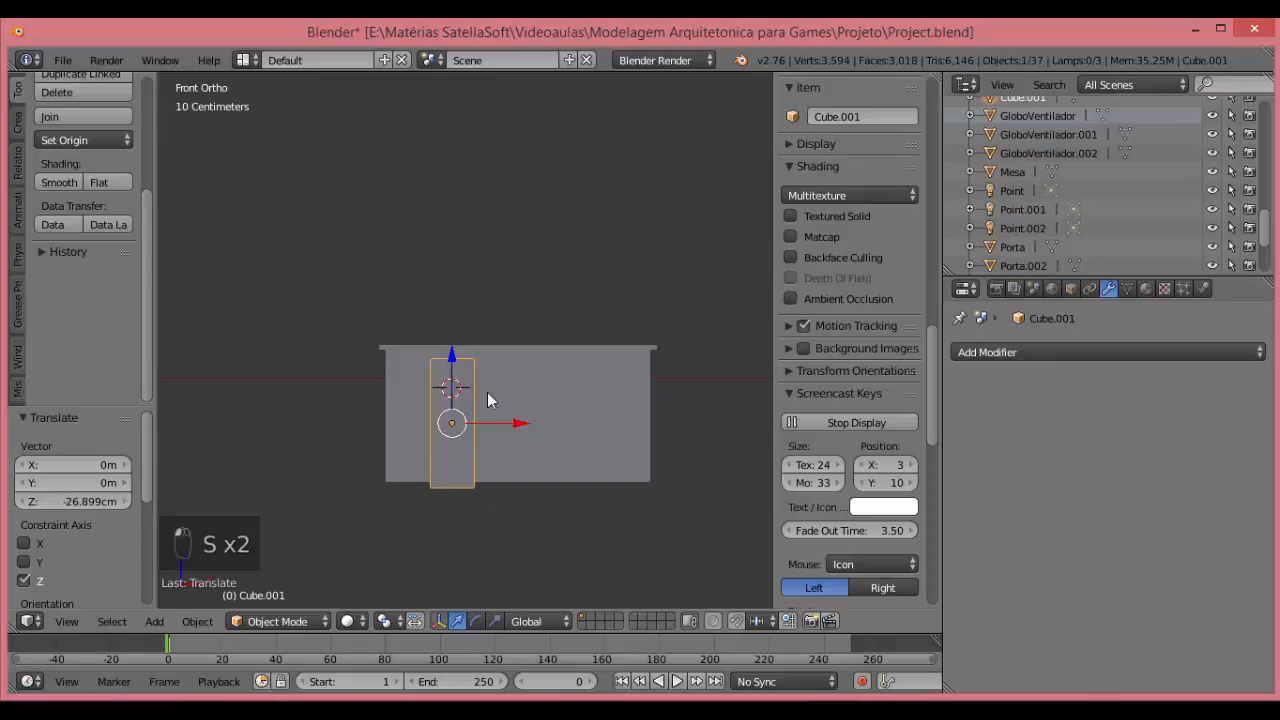 Blender* [E:\Matérias SatellaSoft\Videoaulas\Modelagem Arquitetonica para Games\Projeto\Project.blend]
File Render Window Help Default Scene Blender Render v2.76 | Verts:3,594 | Faces:3,018 | Tris:6,146 | Objects:1/37 | Lamps:0/3 | Mem:35.25M | Cube.001
Duplicate Linked
Delete
Join
Set Origin
Shading:
Smooth Flat
Data Transfer:
Data Data La
History
Too
Crea
Relatio
Animati
Physi
Grease Pe
Wind
Mis
Translate
Vector
X: 0m
Y: 0m
Z: -26.899cm
Constraint Axis
X
Y
Z
Orientation
Front Ortho
10 Centimeters
S x2
Last: Translate
(0) Cube.001
Item
Cube.001
Display
Shading
Multitexture
Textured Solid
Matcap
Backface Culling
Depth Of Field
Ambient Occlusion
Motion Tracking
Background Images
Transform Orientations
Screencast Keys
Stop Display
Size: Position:
Tex: 24 X: 3
Mo: 33 Y: 10
Text / Icon ...
Fade Out Time: 3.50
Mouse: Icon
Left Right
View Search All Scenes
Cube.001
GloboVentilador
GloboVentilador.001
GloboVentilador.002
Mesa
Point
Point.001
Point.002
Porta
Porta.002
Cube.001
Add Modifier
View Select Add Object Object Mode Global
-40 -20 0 20 40 60 80 100 120 140 160 180 200 220 240 260
View Marker Frame Playback Start: 1 End: 250 0 No Sync